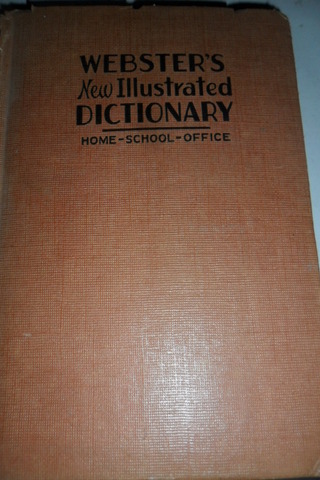 WEBSTER'S
New Illustrated
DICTIONARY
HOME-SCHOOL-OFFICE